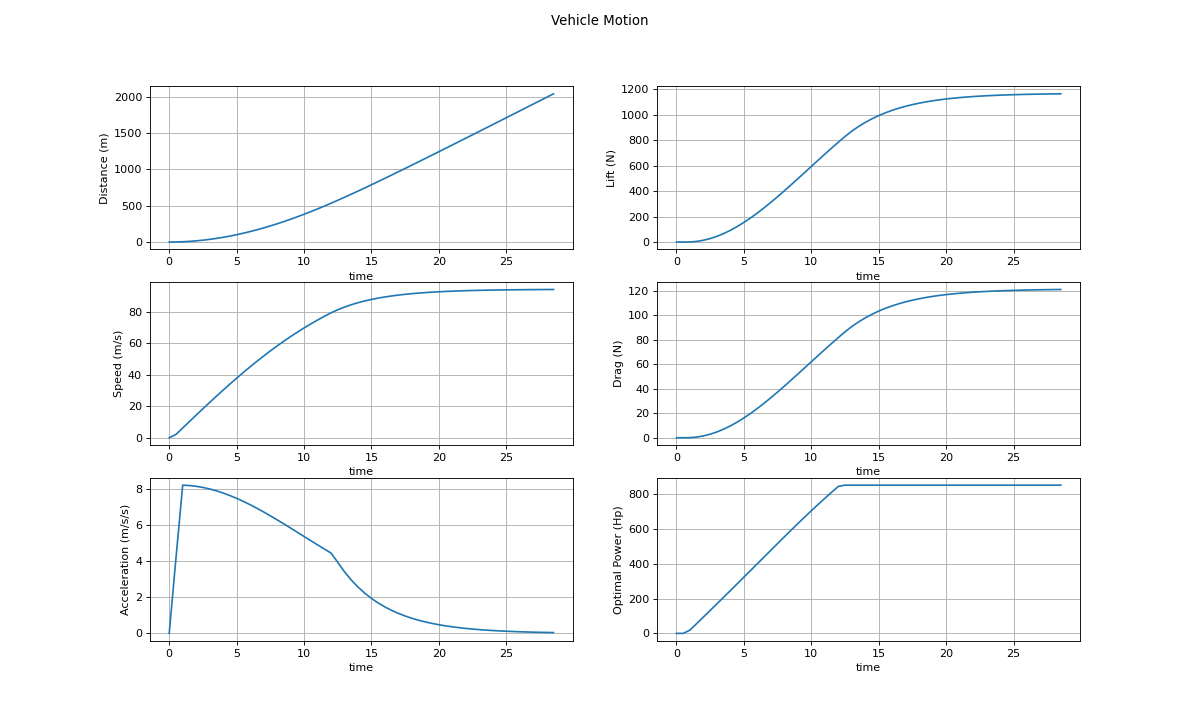 Vehicle Motion
Distance (m)
2000
1500
1000
500
0
0 5 10 15 20 25
time
Lift (N)
1200
1000
800
600
400
200
0
0 5 10 15 20 25
time
Speed (m/s)
80
60
40
20
0
0 5 10 15 20 25
time
Drag (N)
120
100
80
60
40
20
0
0 5 10 15 20 25
time
Acceleration (m/s/s)
8
6
4
2
0
0 5 10 15 20 25
time
Optimal Power (Hp)
800
600
400
200
0
0 5 10 15 20 25
time